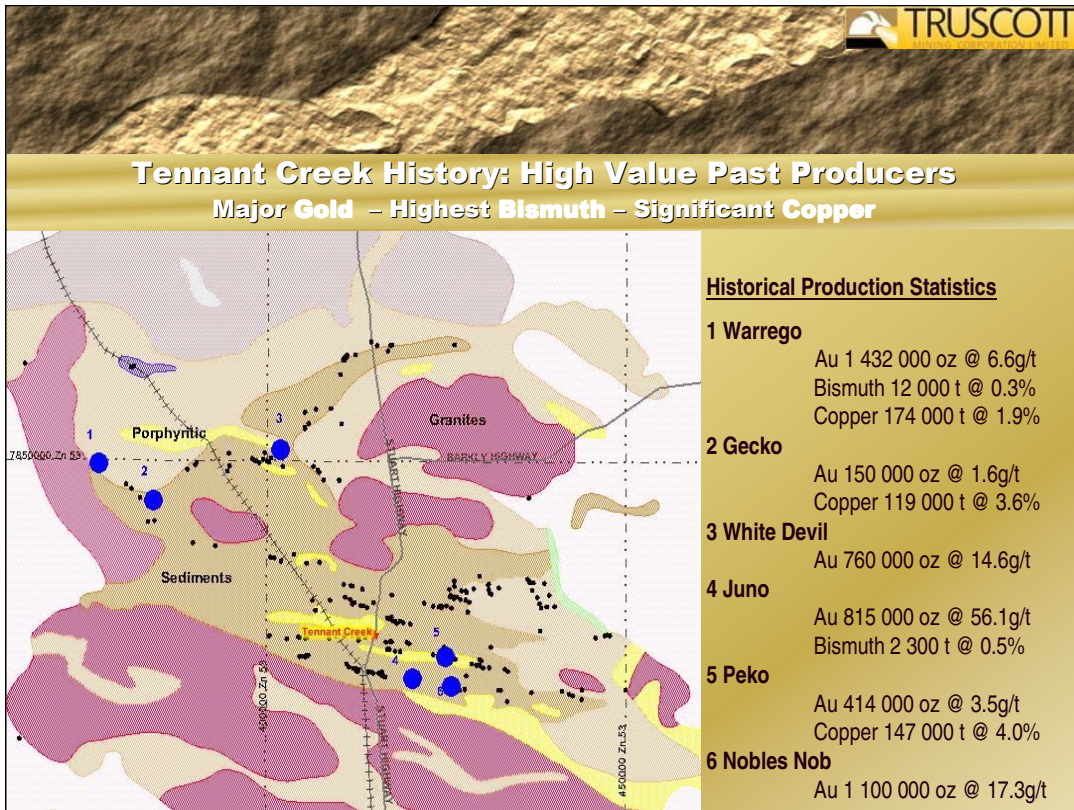 TRUSCOTT
MINING CORPORATION LIMITED
Tennant Creek History: High Value Past Producers
Major Gold – Highest Bismuth – Significant Copper
Historical Production Statistics
1 Warrego
Au 1 432 000 oz @ 6.6g/t
Bismuth 12 000 t @ 0.3%
Copper 174 000 t @ 1.9%
2 Gecko
Au 150 000 oz @ 1.6g/t
Copper 119 000 t @ 3.6%
3 White Devil
Au 760 000 oz @ 14.6g/t
4 Juno
Au 815 000 oz @ 56.1g/t
Bismuth 2 300 t @ 0.5%
5 Peko
Au 414 000 oz @ 3.5g/t
Copper 147 000 t @ 4.0%
6 Nobles Nob
Au 1 100 000 oz @ 17.3g/t
3
Granites
1
Porphyntic
7850000 Zn 53
BARKLY HIGHWAY
2
STUART HIGHWAY
Sediments
Tennant Creek
5
4
6
400000 Zn 53
STUART HIGHWAY
450000 Zn 53